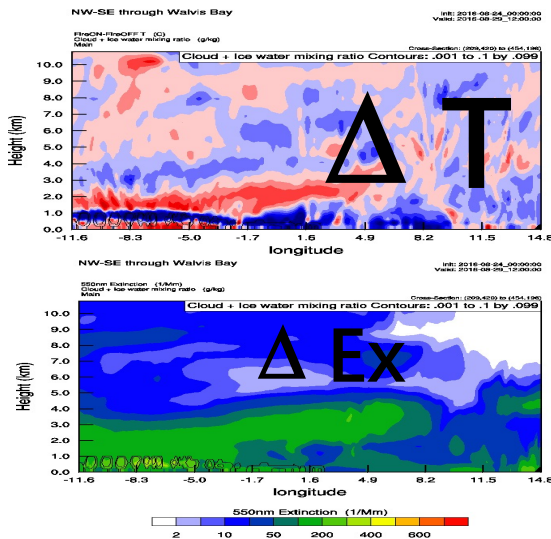 NW-SE through Walvis Bay
Init: 2016-08-24_00:00:00
Valid: 2016-08-29_12:00:00
FireON-FireOFF T (C)
Cloud + Ice water mixing ratio (g/kg)
Main
Cross-Section: (209,420) to (454,196)
Cloud + Ice water mixing ratio Contours: .001 to .1 by .099
Δ T
Height (km)
10.0
9.0
8.0
7.0
6.0
5.0
4.0
3.0
2.0
1.0
0.0
-11.6 -8.3 -5.0 -1.7 1.6 4.9 8.2 11.5 14.8
longitude
NW-SE through Walvis Bay
Init: 2016-08-24_00:00:00
Valid: 2016-08-29_12:00:00
550nm Extinction (1/Mm)
Cloud + Ice water mixing ratio (g/kg)
Main
Cross-Section: (209,420) to (454,196)
Cloud + Ice water mixing ratio Contours: .001 to .1 by .099
Δ Ex
Height (km)
10.0
9.0
8.0
7.0
6.0
5.0
4.0
3.0
2.0
1.0
0.0
-11.6 -8.3 -5.0 -1.7 1.6 4.9 8.2 11.5 14.8
longitude
550nm Extinction (1/Mm)
2 10 50 200 400 600